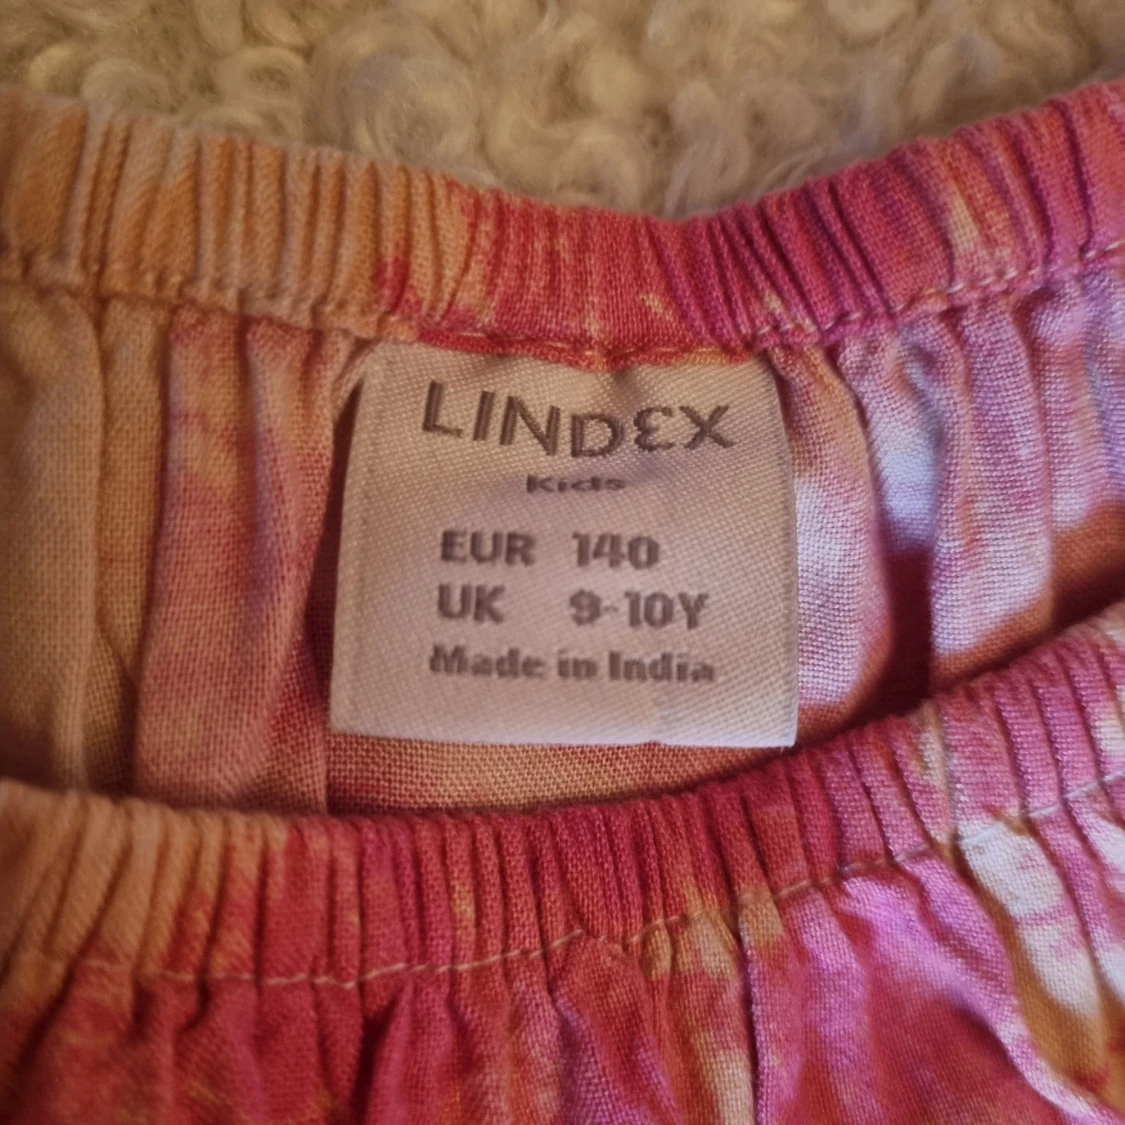 LINDEX
Kids
EUR 140
UK 9-10Y
Made in India